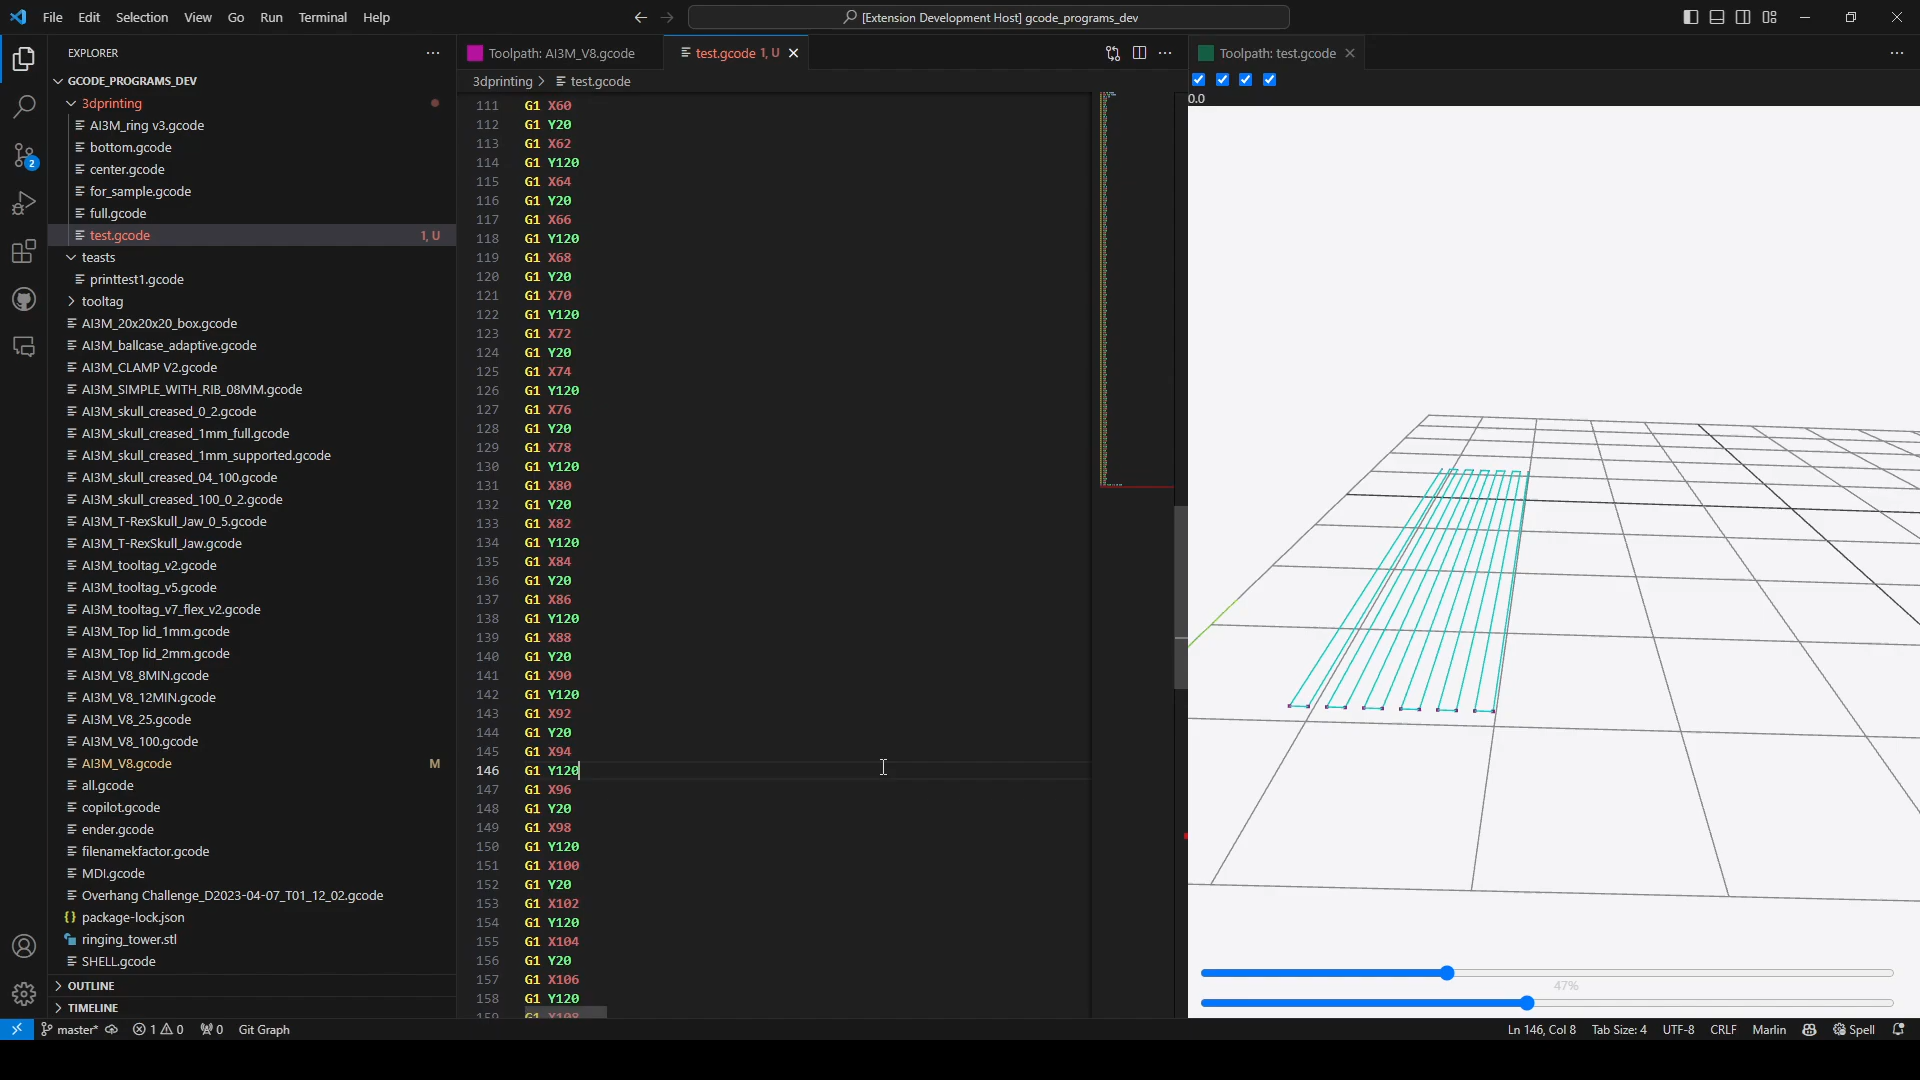 File Edit Selection View Go Run Terminal Help
[Extension Development Host] gcode_programs_dev
EXPLORER
GCODE_PROGRAMS_DEV
3dprinting
AI3M_ring v3.gcode
bottom.gcode
center.gcode
for_sample.gcode
full.gcode
test.gcode 1, U
teasts
printtest1.gcode
tooltag
AI3M_20x20x20_box.gcode
AI3M_ballcase_adaptive.gcode
AI3M_CLAMP V2.gcode
AI3M_SIMPLE_WITH_RIB_08MM.gcode
AI3M_skull_creased_0_2.gcode
AI3M_skull_creased_1mm_full.gcode
AI3M_skull_creased_1mm_supported.gcode
AI3M_skull_creased_04_100.gcode
AI3M_skull_creased_100_0_2.gcode
AI3M_T-RexSkull_Jaw_0_5.gcode
AI3M_T-RexSkull_Jaw.gcode
AI3M_tooltag_v2.gcode
AI3M_tooltag_v5.gcode
AI3M_tooltag_v7_flex_v2.gcode
AI3M_Top lid_1mm.gcode
AI3M_Top lid_2mm.gcode
AI3M_V8_8MIN.gcode
AI3M_V8_12MIN.gcode
AI3M_V8_25.gcode
AI3M_V8_100.gcode
AI3M_V8.gcode M
all.gcode
copilot.gcode
ender.gcode
filenamekfactor.gcode
MDI.gcode
Overhang Challenge_D2023-04-07_T01_12_02.gcode
package-lock.json
ringing_tower.stl
SHELL.gcode
OUTLINE
TIMELINE
2
Toolpath: AI3M_V8.gcode
test.gcode 1, U
3dprinting > test.gcode
111 G1 X60
112 G1 Y20
113 G1 X62
114 G1 Y120
115 G1 X64
116 G1 Y20
117 G1 X66
118 G1 Y120
119 G1 X68
120 G1 Y20
121 G1 X70
122 G1 Y120
123 G1 X72
124 G1 Y20
125 G1 X74
126 G1 Y120
127 G1 X76
128 G1 Y20
129 G1 X78
130 G1 Y120
131 G1 X80
132 G1 Y20
133 G1 X82
134 G1 Y120
135 G1 X84
136 G1 Y20
137 G1 X86
138 G1 Y120
139 G1 X88
140 G1 Y20
141 G1 X90
142 G1 Y120
143 G1 X92
144 G1 Y20
145 G1 X94
146 G1 Y120
147 G1 X96
148 G1 Y20
149 G1 X98
150 G1 Y120
151 G1 X100
152 G1 Y20
153 G1 X102
154 G1 Y120
155 G1 X104
156 G1 Y20
157 G1 X106
158 G1 Y120
159 G1 X108
Toolpath: test.gcode
0.0
47%
master* 1 0 0 Git Graph
Ln 146, Col 8 Tab Size: 4 UTF-8 CRLF Marlin Spell